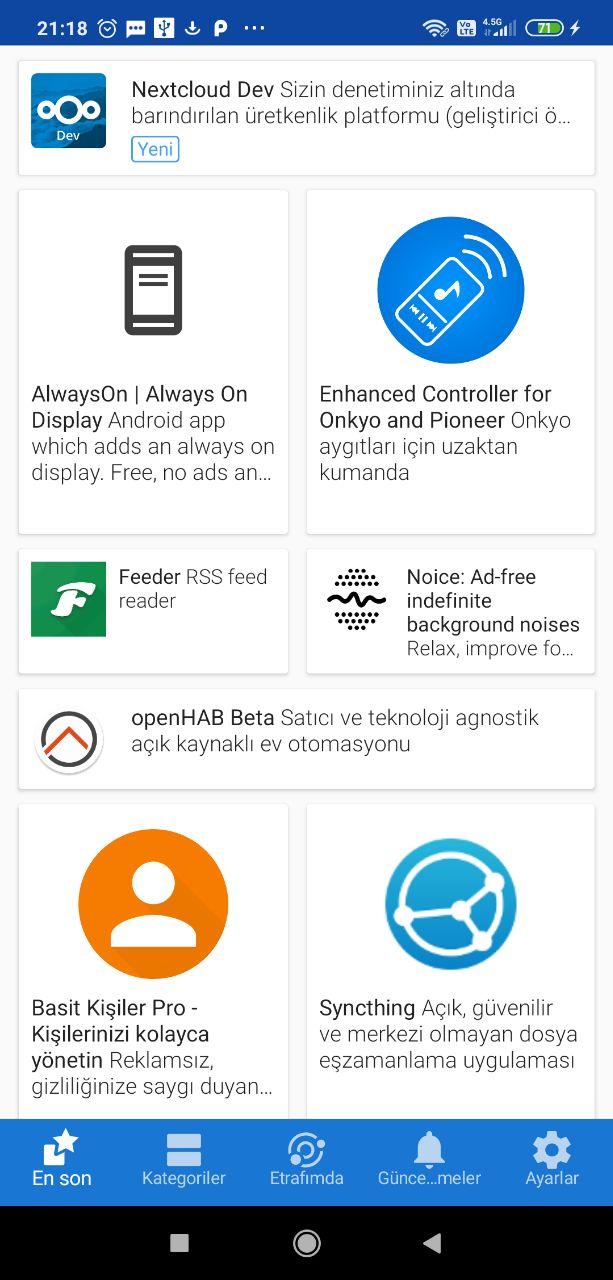 21:18
Vo LTE 4.5G 71
Nextcloud Dev Sizin denetiminiz altında
barındırılan üretkenlik platformu (geliştirici ö...
Dev
Yeni
AlwaysOn | Always On
Display Android app
which adds an always on
display. Free, no ads an...
Enhanced Controller for
Onkyo and Pioneer Onkyo
aygıtları için uzaktan
kumanda
Feeder RSS feed
reader
Noice: Ad-free
indefinite
background noises
Relax, improve fo...
openHAB Beta Satıcı ve teknoloji agnostik
açık kaynaklı ev otomasyonu
Basit Kişiler Pro -
Kişilerinizi kolayca
yönetin Reklamsız,
gizliliğinize saygı duyan...
Syncthing Açık, güvenilir
ve merkezi olmayan dosya
eşzamanlama uygulaması
En son
Kategoriler
Etrafımda
Günce...meler
Ayarlar